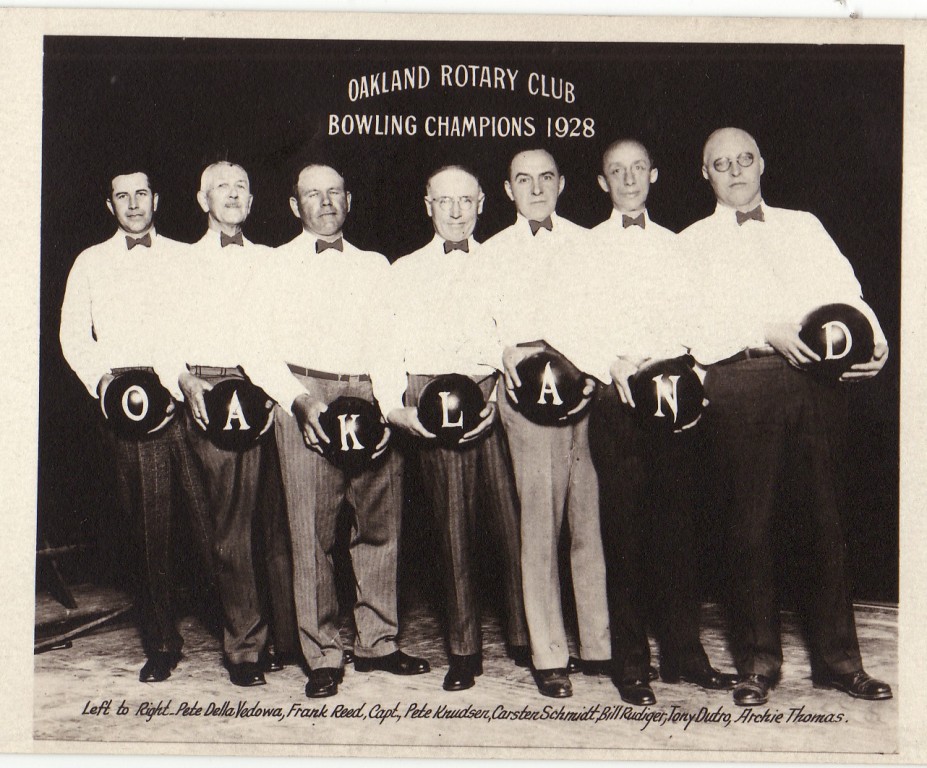 OAKLAND ROTARY CLUB
BOWLING CHAMPIONS 1928
O A K L A N D
Left to Right. Pete Della Vedowa, Frank Reed, Capt, Pete Knudsen, Carsten Schmidt, Bill Rudiger, Tony Dutro, Archie Thomas.